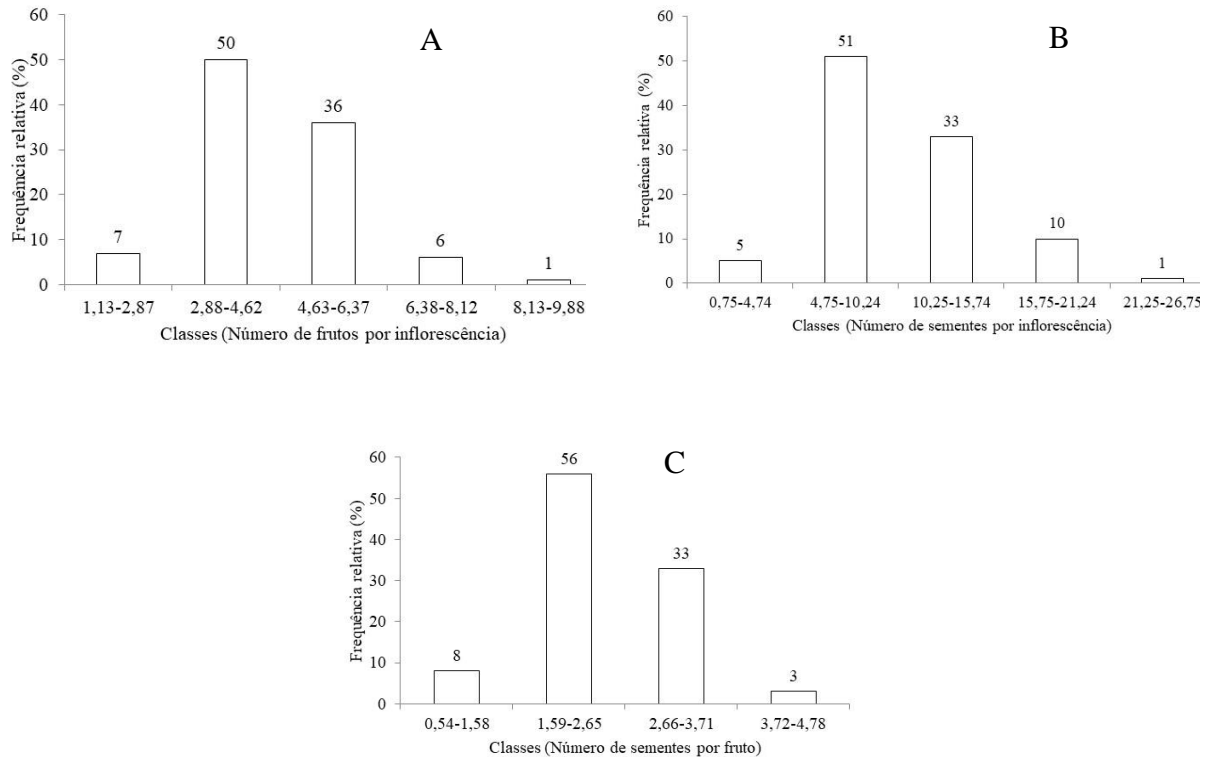 A
Frequência relativa (%)
60
50
40
30
20
10
0
7
50
36
6
1
1,13-2,87 2,88-4,62 4,63-6,37 6,38-8,12 8,13-9,88
Classes (Número de frutos por inflorescência)
B
Frequência relativa (%)
60
50
40
30
20
10
0
5
51
33
10
1
0,75-4,74 4,75-10,24 10,25-15,74 15,75-21,24 21,25-26,75
Classes (Número de sementes por inflorescência)
C
Frequência relativa (%)
60
50
40
30
20
10
0
8
56
33
3
0,54-1,58 1,59-2,65 2,66-3,71 3,72-4,78
Classes (Número de sementes por fruto)